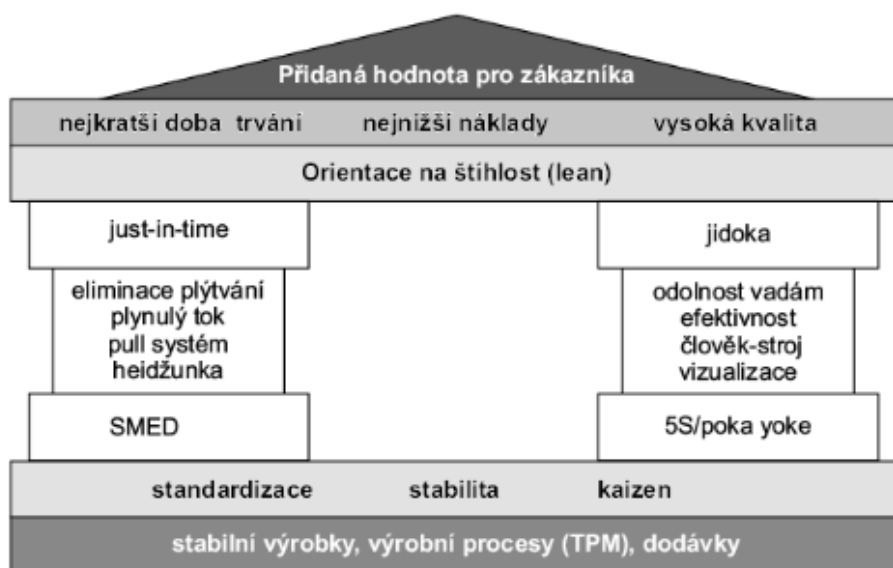 Přidaná hodnota pro zákazníka
nejkratší doba trvání nejnižší náklady vysoká kvalita
Orientace na štíhlost (lean)
just-in-time
eliminace plýtvání
plynulý tok
pull systém
heidžunka
SMED
jidoka
odolnost vadám
efektivnost
člověk-stroj
vizualizace
5S/poka yoke
standardizace stabilita kaizen
stabilní výrobky, výrobní procesy (TPM), dodávky